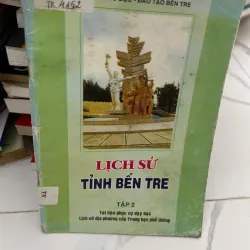 TK 4162
DỤC - ĐÀO TẠO BẾN TRE
LỊCH SỬ
TỈNH BẾN TRE
TẬP 2
Tài liệu phục vụ dạy học
Lịch sử địa phương cấp Trung học phổ thông